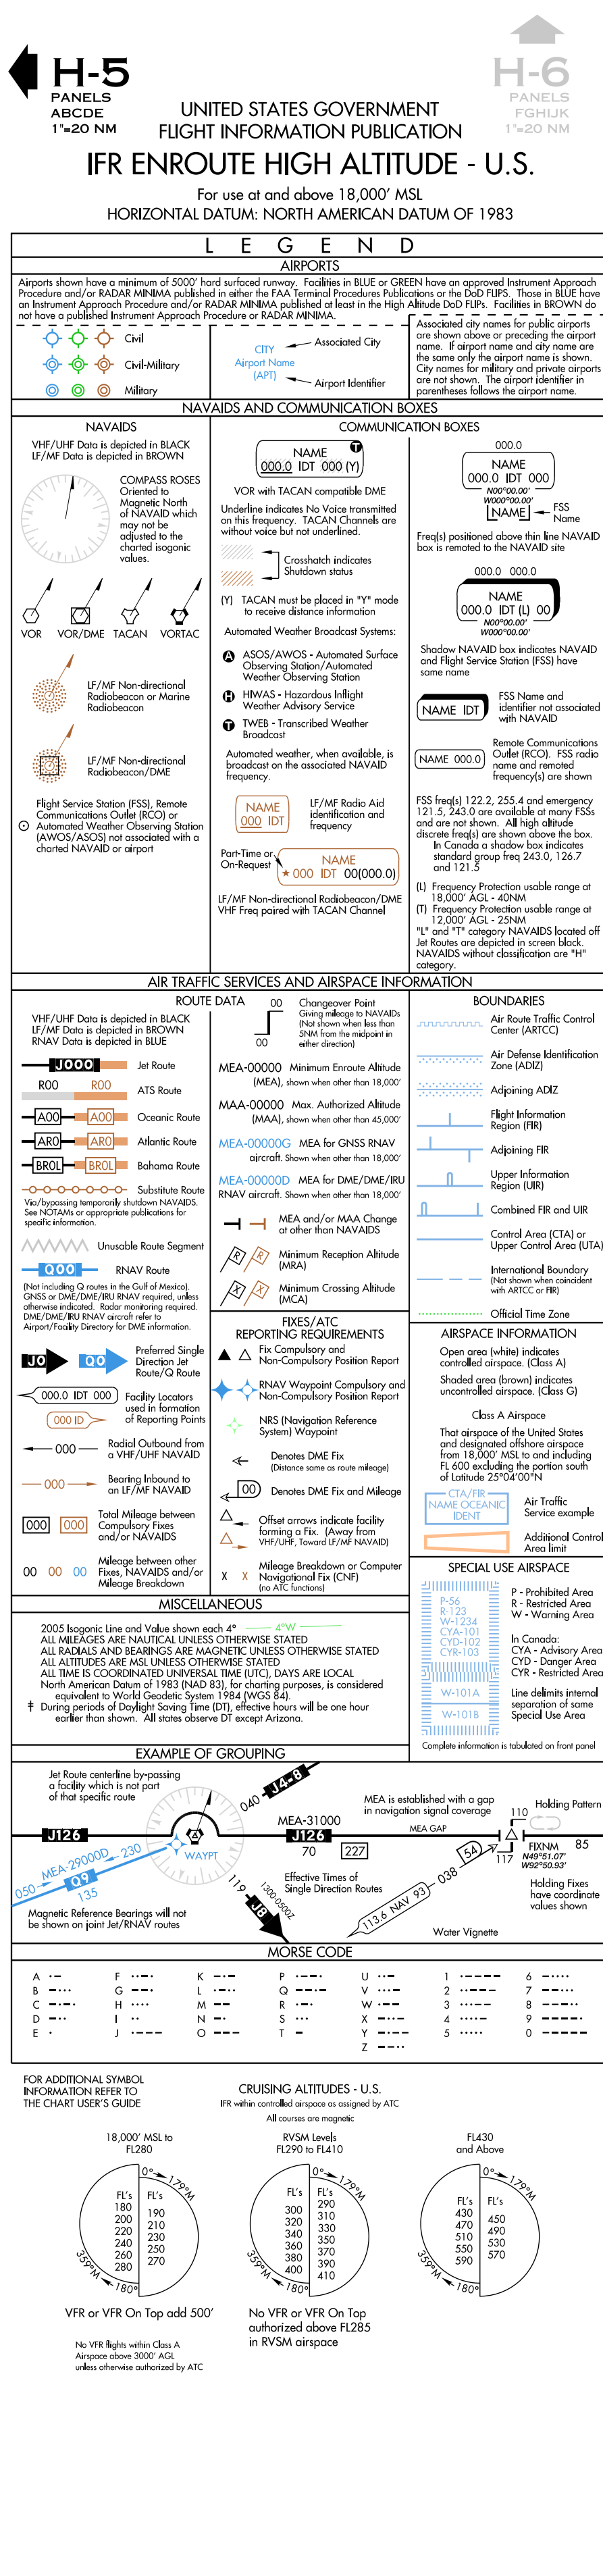 H-5
PANELS
ABCDE
1"=20 NM
H-6
PANELS
FGHIJK
1"=20 NM
UNITED STATES GOVERNMENT
FLIGHT INFORMATION PUBLICATION
IFR ENROUTE HIGH ALTITUDE - U.S.
For use at and above 18,000' MSL
HORIZONTAL DATUM: NORTH AMERICAN DATUM OF 1983
L E G E N D
AIRPORTS
Airports shown have a minimum of 5000' hard surfaced runway. Facilities in BLUE or GREEN have an approved Instrument Approach
Procedure and/or RADAR MINIMA published in either the FAA Terminal Procedures Publications or the DoD FLIPS. Those in BLUE have
an Instrument Approach Procedure and/or RADAR MINIMA published at least in the High Altitude DoD FLIPs. Facilities in BROWN do
not have a published Instrument Approach Procedure or RADAR MINIMA.
Civil
Civil-Military
Military
CITY
Airport Name
(APT)
Associated City
Airport Identifier
Associated city names for public airports
are shown above or preceding the airport
name. If airport name and city name are
the same only the airport name is shown.
City names for military and private airports
are not shown. The airport identifier in
parentheses follows the airport name.
NAVAIDS AND COMMUNICATION BOXES
NAVAIDS
VHF/UHF Data is depicted in BLACK
LF/MF Data is depicted in BROWN
COMPASS ROSES
Oriented to
Magnetic North
of NAVAID which
may not be
adjusted to the
charted isogonic
values.
VOR
VOR/DME
TACAN
VORTAC
LF/MF Non-directional
Radiobeacon or Marine
Radiobeacon
LF/MF Non-directional
Radiobeacon/DME
Flight Service Station (FSS), Remote
Communications Outlet (RCO) or
Automated Weather Observing Station
(AWOS/ASOS) not associated with a
charted NAVAID or airport
COMMUNICATION BOXES
T
NAME
000.0 IDT 000 (Y)
VOR with TACAN compatible DME
Underline indicates No Voice transmitted
on this frequency. TACAN Channels are
without voice but not underlined.
Crosshatch indicates
Shutdown status
(Y) TACAN must be placed in "Y" mode
to receive distance information
Automated Weather Broadcast Systems:
A ASOS/AWOS - Automated Surface
Observing Station/Automated
Weather Observing Station
H HIWAS - Hazardous Inflight
Weather Advisory Service
T TWEB - Transcribed Weather
Broadcast
Automated weather, when available, is
broadcast on the associated NAVAID
frequency.
NAME
000 IDT
LF/MF Radio Aid
identification and
frequency
Part-Time or
On-Request
NAME
000 IDT 00(000.0)
LF/MF Non-directional Radiobeacon/DME
VHF Freq paired with TACAN Channel
000.0
NAME
000.0 IDT 000
N00°00.00'
W000°00.00'
NAME
FSS
Name
Freq(s) positioned above thin line NAVAID
box is remoted to the NAVAID site
000.0 000.0
NAME
000.0 IDT (L) 00
N00°00.00'
W000°00.00'
Shadow NAVAID box indicates NAVAID
and Flight Service Station (FSS) have
same name
NAME IDT
FSS Name and
identifier not associated
with NAVAID
NAME 000.0
Remote Communications
Outlet (RCO). FSS radio
name and remoted
frequency(s) are shown
FSS freq(s) 122.2, 255.4 and emergency
121.5, 243.0 are available at many FSSs
and are not shown. All high altitude
discrete freq(s) are shown above the box.
In Canada a shadow box indicates
standard group freq 243.0, 126.7
and 121.5
(L) Frequency Protection usable range at
18,000' AGL - 40NM
(T) Frequency Protection usable range at
12,000' AGL - 25NM
"L" and "T" category NAVAIDS located off
Jet Routes are depicted in screen black.
NAVAIDS without classification are "H"
category.
AIR TRAFFIC SERVICES AND AIRSPACE INFORMATION
ROUTE DATA
VHF/UHF Data is depicted in BLACK
LF/MF Data is depicted in BROWN
RNAV Data is depicted in BLUE
J000
Jet Route
R00 R00
ATS Route
A00 A00
Oceanic Route
AR0 AR0
Atlantic Route
BR0L BR0L
Bahama Route
Substitute Route
Via/bypassing temporarily shutdown NAVAIDS.
See NOTAMs or appropriate publications for
specific information.
Unusable Route Segment
Q00
RNAV Route
(Not including Q routes in the Gulf of Mexico).
GNSS or DME/DME/IRU RNAV required, unless
otherwise indicated. Radar monitoring required.
DME/DME/IRU RNAV aircraft refer to
Airport/Facility Directory for DME information.
J0
Q0
Preferred Single
Direction Jet
Route/Q Route
000.0 IDT 000
000 ID
Facility Locators
used in formation
of Reporting Points
000
Radial Outbound from
a VHF/UHF NAVAID
000
Bearing Inbound to
an LF/MF NAVAID
000 000
Total Mileage between
Compulsory Fixes
and/or NAVAIDS
00 00 00
Mileage between other
Fixes, NAVAIDS and/or
Mileage Breakdown
00
00
Changeover Point
Giving mileage to NAVAIDs
(Not shown when less than
5NM from the midpoint in
either direction)
MEA-00000 Minimum Enroute Altitude
(MEA), shown when other than 18,000'
MAA-00000 Max. Authorized Altitude
(MAA), shown when other than 45,000'
MEA-00000G MEA for GNSS RNAV
aircraft. Shown when other than 18,000'
MEA-00000D MEA for DME/DME/IRU
RNAV aircraft. Shown when other than 18,000'
MEA and/or MAA Change
at other than NAVAIDS
R R
Minimum Reception Altitude
(MRA)
X X
Minimum Crossing Altitude
(MCA)
FIXES/ATC
REPORTING REQUIREMENTS
Fix Compulsory and
Non-Compulsory Position Report
RNAV Waypoint Compulsory and
Non-Compulsory Position Report
NRS (Navigation Reference
System) Waypoint
Denotes DME Fix
(Distance same as route mileage)
00
Denotes DME Fix and Mileage
Offset arrows indicate facility
forming a Fix. (Away from
VHF/UHF, Toward LF/MF NAVAID)
X X
Mileage Breakdown or Computer
Navigational Fix (CNF)
(no ATC functions)
BOUNDARIES
Air Route Traffic Control
Center (ARTCC)
Air Defense Identification
Zone (ADIZ)
Adjoining ADIZ
Flight Information
Region (FIR)
Adjoining FIR
Upper Information
Region (UIR)
Combined FIR and UIR
Control Area (CTA) or
Upper Control Area (UTA)
International Boundary
(Not shown when coincident
with ARTCC or FIR)
Official Time Zone
AIRSPACE INFORMATION
Open area (white) indicates
controlled airspace. (Class A)
Shaded area (brown) indicates
uncontrolled airspace. (Class G)
Class A Airspace
That airspace of the United States
and designated offshore airspace
from 18,000' MSL to and including
FL 600 excluding the portion south
of Latitude 25°04'00"N
CTA/FIR
NAME OCEANIC
IDENT
Air Traffic
Service example
Additional Control
Area limit
SPECIAL USE AIRSPACE
P-56
R-123
W-1234
CYA-101
CYD-102
CYR-103
W-101A
W-101B
P - Prohibited Area
R - Restricted Area
W - Warning Area
In Canada:
CYA - Advisory Area
CYD - Danger Area
CYR - Restricted Area
Line delimits internal
separation of same
Special Use Area
Complete information is tabulated on front panel
MISCELLANEOUS
2005 Isogonic Line and Value shown each 4° 4°W
ALL MILEAGES ARE NAUTICAL UNLESS OTHERWISE STATED
ALL RADIALS AND BEARINGS ARE MAGNETIC UNLESS OTHERWISE STATED
ALL ALTITUDES ARE MSL UNLESS OTHERWISE STATED
ALL TIME IS COORDINATED UNIVERSAL TIME (UTC), DAYS ARE LOCAL
North American Datum of 1983 (NAD 83), for charting purposes, is considered
equivalent to World Geodetic System 1984 (WGS 84).
‡ During periods of Daylight Saving Time (DT), effective hours will be one hour
earlier than shown. All states observe DT except Arizona.
EXAMPLE OF GROUPING
Jet Route centerline by-passing
a facility which is not part
of that specific route
J126
040
J4-8
MEA-31000
J126
70
227
MEA is established with a gap
in navigation signal coverage
MEA GAP
110
Holding Pattern
117
FIXNM
N49°51.07'
W92°50.93'
85
WAYPT
050
MEA-29000D
230
Q9
135
119
J8
1300-0500Z
Effective Times of
Single Direction Routes
113.6 NAV 93
038
54
Holding Fixes
have coordinate
values shown
Magnetic Reference Bearings will not
be shown on joint Jet/RNAV routes
Water Vignette
MORSE CODE
A ·–
B –···
C –·–·
D –··
E ·
F ··–·
G ––·
H ····
I ··
J ·–––
K –·–
L ·–··
M ––
N –·
O –––
P ·––·
Q ––·–
R ·–·
S ···
T –
U ··–
V ···–
W ·––
X –··–
Y –·––
Z ––··
1 ·––––
2 ··–––
3 ···––
4 ····–
5 ·····
6 –····
7 ––···
8 –––··
9 ––––·
0 –––––
FOR ADDITIONAL SYMBOL
INFORMATION REFER TO
THE CHART USER'S GUIDE
CRUISING ALTITUDES - U.S.
IFR within controlled airspace as assigned by ATC
All courses are magnetic
18,000' MSL to
FL280
0°
179°M
FL's
180
200
220
240
260
280
FL's
190
210
230
250
270
359°M
180°
VFR or VFR On Top add 500'
No VFR flights within Class A
Airspace above 3000' AGL
unless otherwise authorized by ATC
RVSM Levels
FL290 to FL410
0°
179°M
FL's
300
320
340
360
380
400
FL's
290
310
330
350
370
390
410
359°M
180°
No VFR or VFR On Top
authorized above FL285
in RVSM airspace
FL430
and Above
0°
179°M
FL's
430
470
510
550
590
FL's
450
490
530
570
359°M
180°